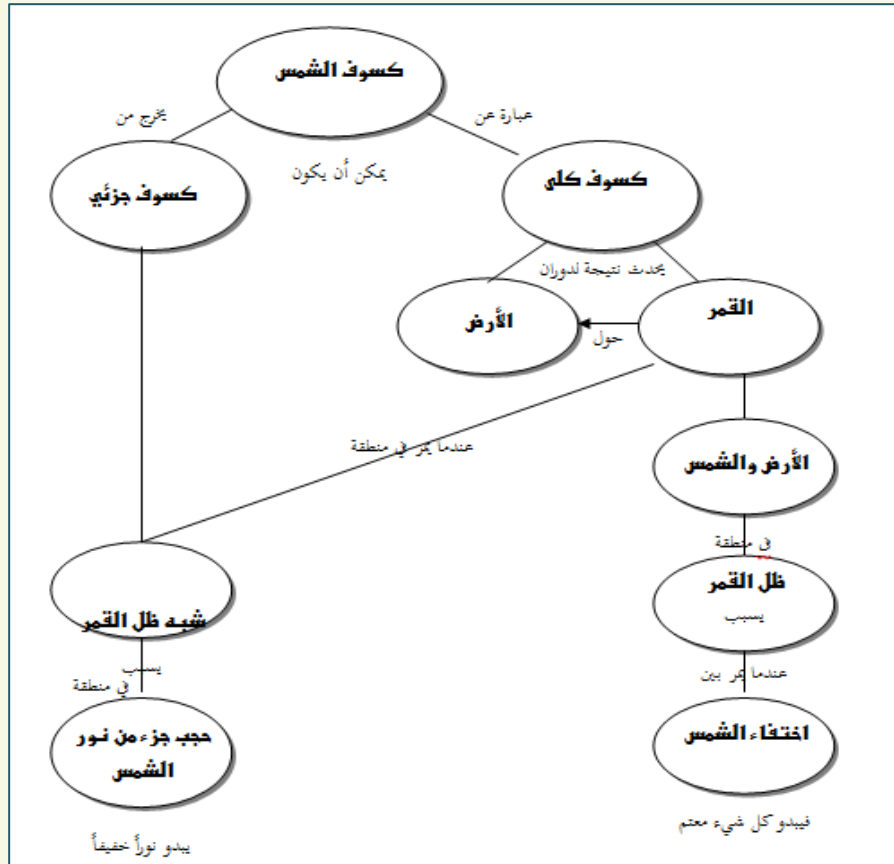 كسوف الشمس
يخرج من
عبارة عن
يمكن أن يكون
كسوف كلي
كسوف جزئي
يحدث نتيجة لدوران
القمر
الأرض
حول
عندما يمر في منطقة
الأرض والشمس
في منطقة
ظل القمر
يسبب
شبه ظل القمر
يسبب
في منطقة
عندما يمر بين
حجب جزء من نور
الشمس
اختفاء الشمس
فيبدو كل شيء معتم
يبدو نوراً خفيفاً